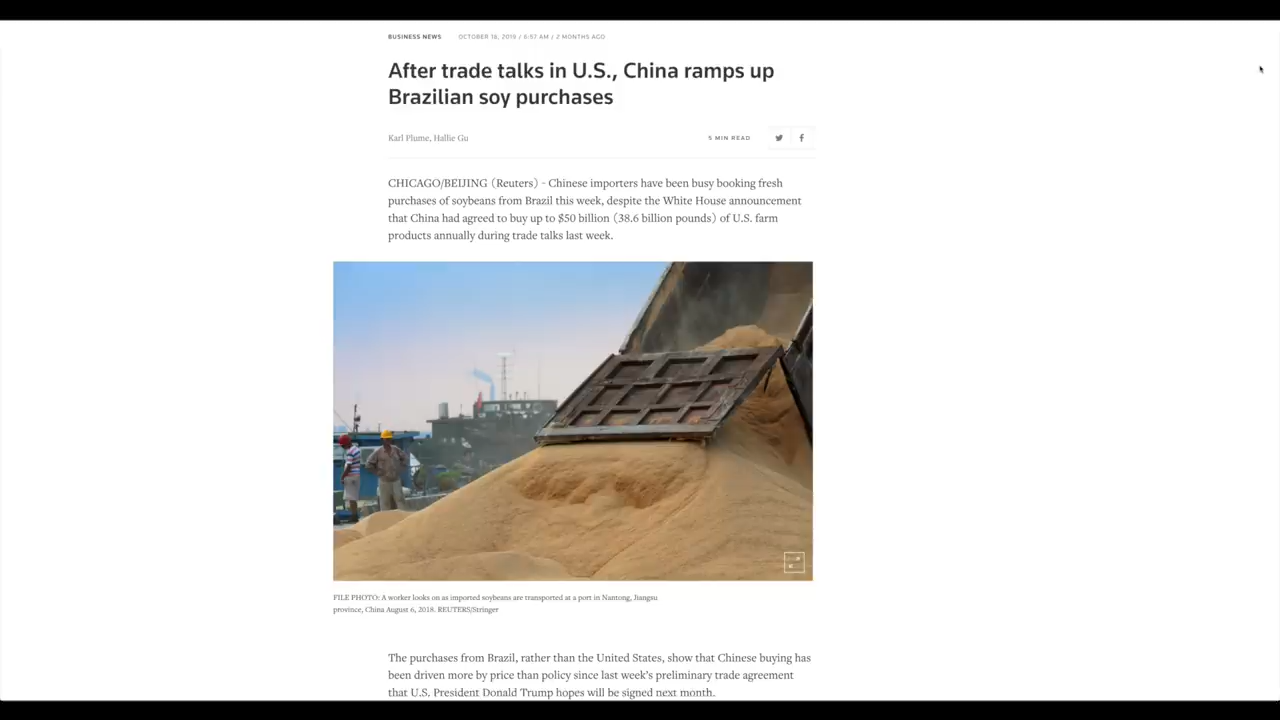 BUSINESS NEWS OCTOBER 16, 2019 / 6:57 AM / 2 MONTHS AGO
After trade talks in U.S., China ramps up
Brazilian soy purchases
Karl Plume, Hallie Gu
5 MIN READ
CHICAGO/BEIJING (Reuters) - Chinese importers have been busy booking fresh
purchases of soybeans from Brazil this week, despite the White House announcement
that China had agreed to buy up to $50 billion (38.6 billion pounds) of U.S. farm
products annually during trade talks last week.
FILE PHOTO: A worker looks on as imported soybeans are transported at a port in Nantong, Jiangsu
province, China August 6, 2018. REUTERS/Stringer
The purchases from Brazil, rather than the United States, show that Chinese buying has
been driven more by price than policy since last week's preliminary trade agreement
that U.S. President Donald Trump hopes will be signed next month.